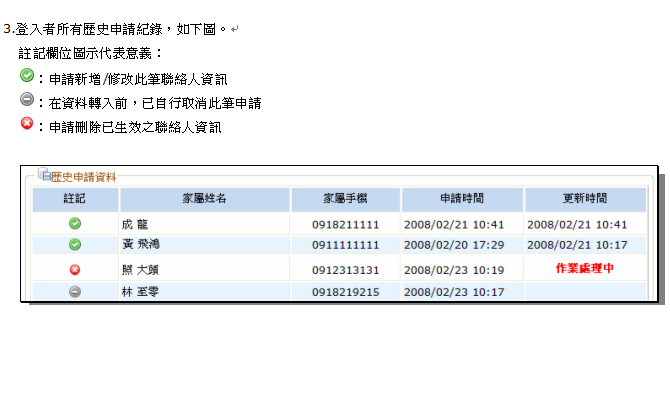 3.登入者所有歷史申請紀錄，如下圖。↵
註記欄位圖示代表意義：
：申請新增/修改此筆聯絡人資訊
：在資料轉入前，已自行取消此筆申請
：申請刪除已生效之聯絡人資訊
歷史申請資料
註記 家屬姓名 家屬手機 申請時間 更新時間
成 龍 0918211111 2008/02/21 10:41 2008/02/21 10:41
黃 飛鴻 0911111111 2008/02/20 17:29 2008/02/21 10:17
照 大頭 0912313131 2008/02/23 10:19 作業處理中
林 至零 0918219215 2008/02/23 10:17